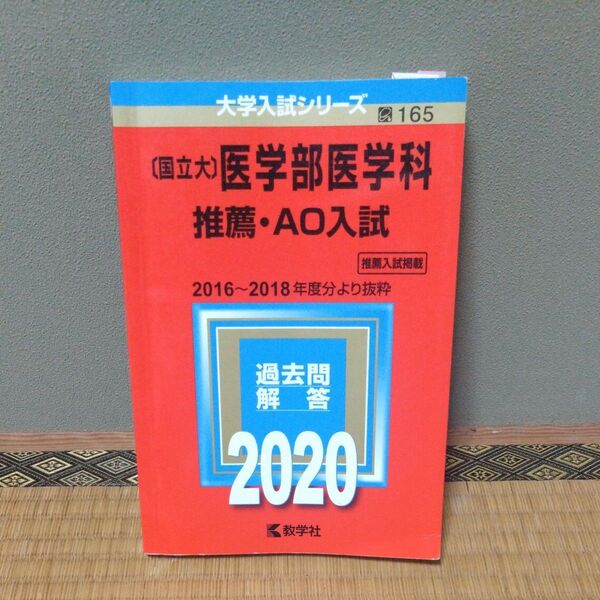 大学入試シリーズ
165
〔国立大〕医学部医学科
推薦・AO入試
推薦入試掲載
2016～2018年度分より抜粋
過去問
解答
2020
教学社